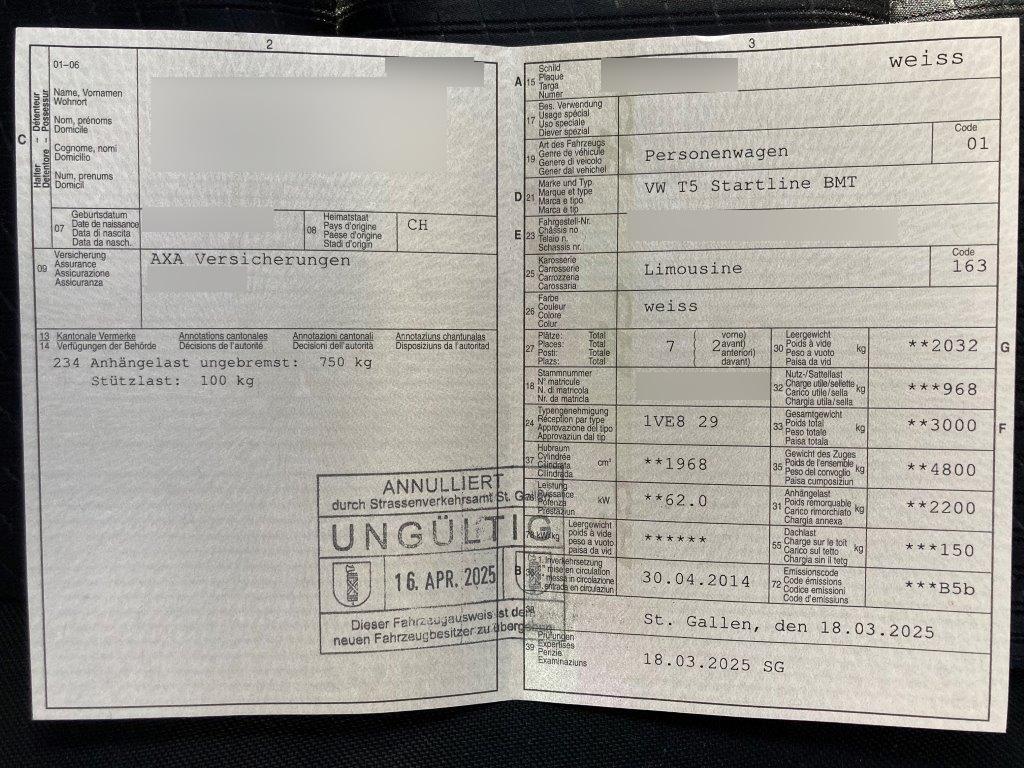 2
01-06
Halter - Détenteur
Detentore - Possessur
C
Name, Vornamen
Wohnort
Nom, prénoms
Domicile
Cognome, nomi
Domicilio
Num, prenums
Domicil
07 Geburtsdatum
Date de naissance
Data di nascita
Data da nasch.
08 Heimatstaat
Pays d'origine
Paese d'origine
Stadi d'origin
CH
09 Versicherung
Assurance
Assicurazione
Assicuranza
AXA Versicherungen
13 Kantonale Vermerke Annotations cantonales Annotazioni cantonali Annotaziuns chantunalas
14 Verfügungen der Behörde Décisions de l'autorité Decisioni dell'autorità Disposiziuns da l'autoritad
234 Anhängelast ungebremst: 750 kg
Stützlast: 100 kg
ANNULLIERT
durch Strassenverkehrsamt St. Gallen
UNGÜLTIG
16. APR. 2025
Dieser Fahrzeugausweis ist dem
neuen Fahrzeugbesitzer zu übergeben
3
weiss
A 15 Schild
Plaque
Targa
Numer
17 Bes. Verwendung
Usage spécial
Uso speciale
Diever spezial
19 Art des Fahrzeugs
Genre de véhicule
Genere di veicolo
Gener dal vehichel
Personenwagen
Code
01
D 21 Marke und Typ
Marque et type
Marca e tipo
Marca e tip
VW T5 Startline BMT
E 23 Fahrgestell-Nr.
Châssis no
Telaio n.
Schassis nr.
25 Karosserie
Carrosserie
Carrozzeria
Carossaria
Limousine
Code
163
26 Farbe
Couleur
Colore
Colur
weiss
27 Plätze: Total
Places: Total
Posti: Totale
Plazs: Total
7 ( 2 vorne)
avant)
anteriori)
davant)
30 Leergewicht
Poids à vide
Peso a vuoto
Paisa da vid
kg
**2032
G
18 Stammnummer
N° matricule
N. di matricola
Nr. da matricla
32 Nutz-/Sattellast
Charge utile/sellette
Carico utile/sella
Chargia utila/sella
kg
***968
24 Typengenehmigung
Réception par type
Approvazione del tipo
Approvaziun dal tip
1VE8 29
33 Gesamtgewicht
Poids total
Peso totale
Paisa totala
kg
**3000
F
37 Hubraum
Cylindrée
Cilindrata
Cilindrada
cm³
**1968
35 Gewicht des Zuges
Poids de l'ensemble
Peso del convoglio
Paisa cumposiziun
kg
**4800
Leistung
Puissance
Potenza
Prestaziun
kW
**62.0
31 Anhängelast
Poids remorquable
Carico rimorchiato
Chargia annexa
kg
**2200
kW/kg
Leergewicht
poids à vide
peso a vuoto
paisa da vid
******
55 Dachlast
Charge sur le toit
Carico sul tetto
Chargia sin il tetg
kg
***150
B
1. Inverkehrsetzung
1re mise en circulation
messa in circolazione
entrada en circulaziun
30.04.2014
72 Emissionscode
Code émissions
Codice emissioni
Code d'emissiuns
***B5b
38
St. Gallen, den 18.03.2025
39 Prüfungen
Expertises
Perizie
Examinaziuns
18.03.2025 SG